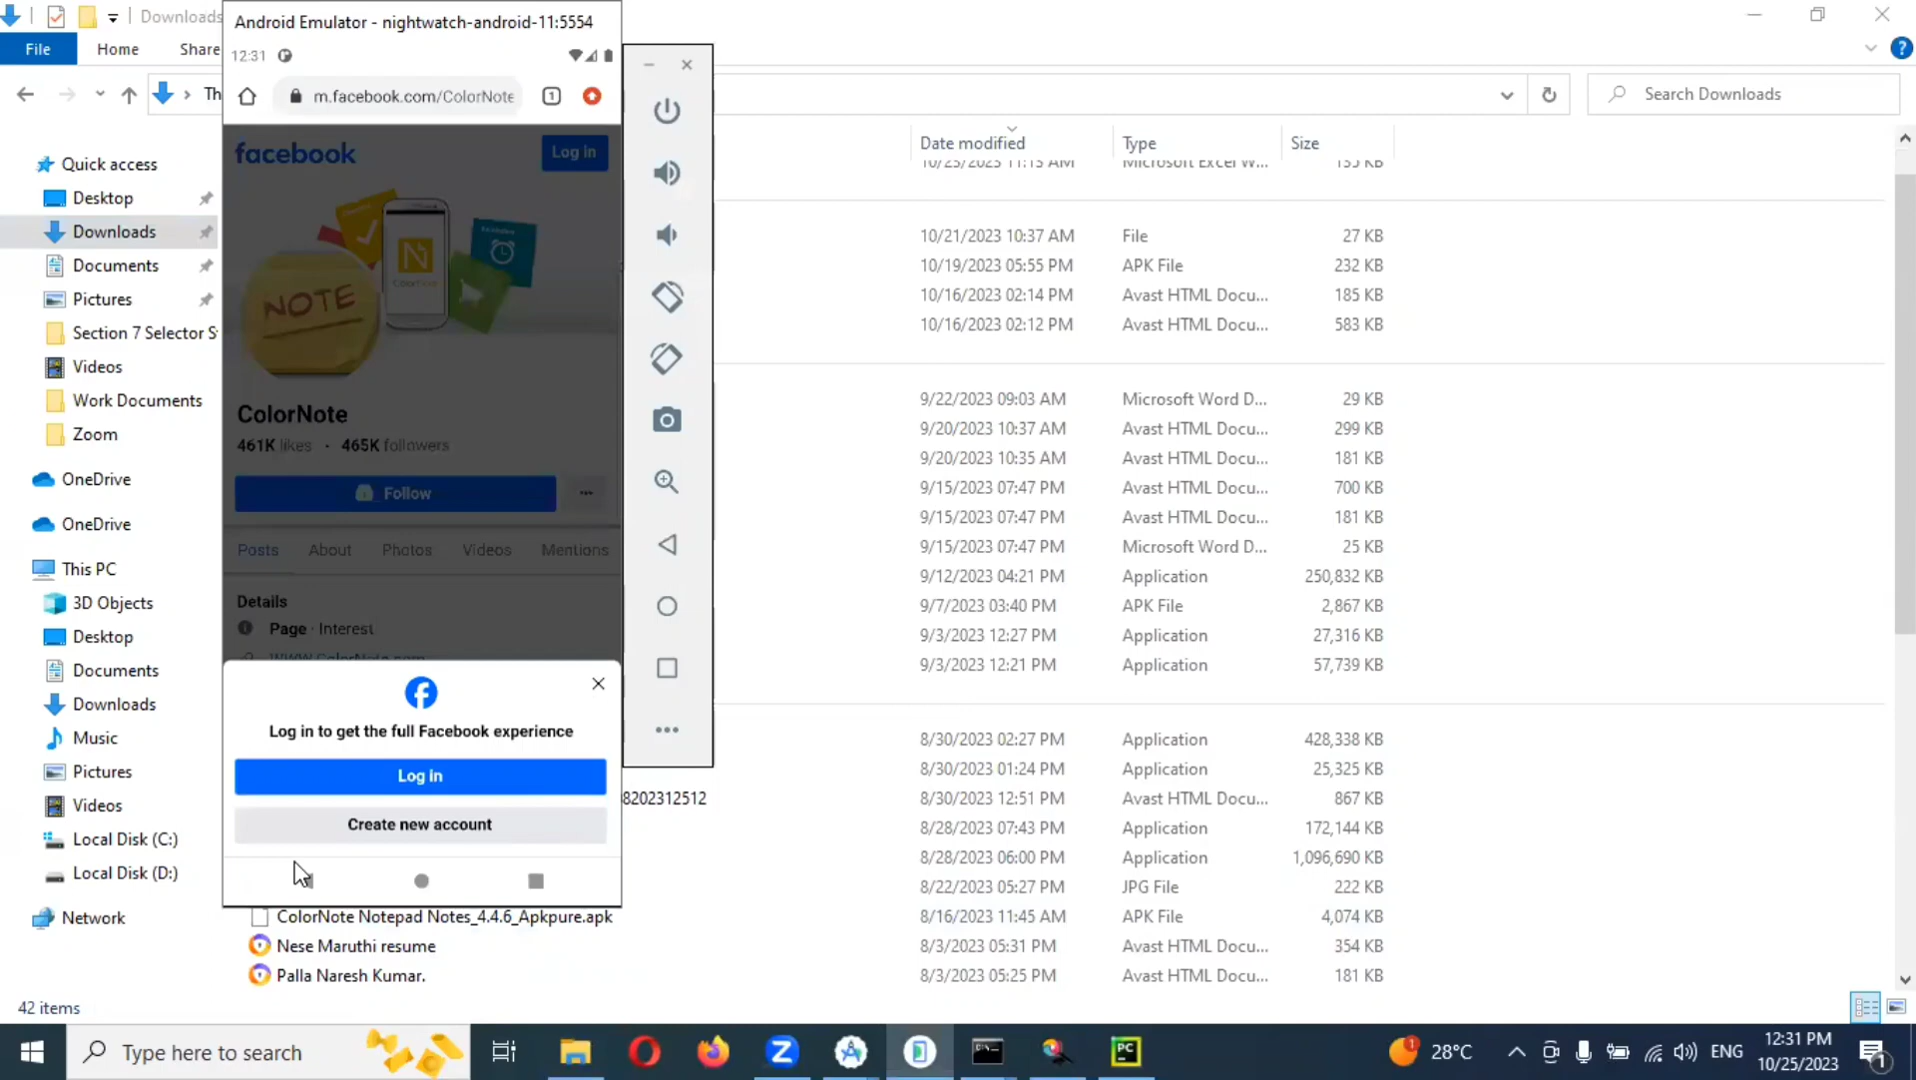 Downloads
File
Home
Share
Th
Search Downloads
Quick access
Desktop
Downloads
Documents
Pictures
Section 7 Selector S
Videos
Work Documents
Zoom
OneDrive
OneDrive
This PC
3D Objects
Desktop
Documents
Downloads
Music
Pictures
Videos
Local Disk (C:)
Local Disk (D:)
Network
42 items
Android Emulator - nightwatch-android-11:5554
12:31
m.facebook.com/ColorNote
1
facebook
Log in
NOTE
ColorNote
461K likes · 465K followers
Follow
Posts About Photos Videos Mentions
Details
Page · Interest
Log in to get the full Facebook experience
Log in
Create new account
8202312512
ColorNote Notepad Notes_4.4.6_Apkpure.apk
Nese Maruthi resume
Palla Naresh Kumar.
Date modified Type Size
10/25/2023 11:13 AM Microsoft Excel W... 135 KB
10/21/2023 10:37 AM File 27 KB
10/19/2023 05:55 PM APK File 232 KB
10/16/2023 02:14 PM Avast HTML Docu... 185 KB
10/16/2023 02:12 PM Avast HTML Docu... 583 KB
9/22/2023 09:03 AM Microsoft Word D... 29 KB
9/20/2023 10:37 AM Avast HTML Docu... 299 KB
9/20/2023 10:35 AM Avast HTML Docu... 181 KB
9/15/2023 07:47 PM Avast HTML Docu... 700 KB
9/15/2023 07:47 PM Avast HTML Docu... 181 KB
9/15/2023 07:47 PM Microsoft Word D... 25 KB
9/12/2023 04:21 PM Application 250,832 KB
9/7/2023 03:40 PM APK File 2,867 KB
9/3/2023 12:27 PM Application 27,316 KB
9/3/2023 12:21 PM Application 57,739 KB
8/30/2023 02:27 PM Application 428,338 KB
8/30/2023 01:24 PM Application 25,325 KB
8/30/2023 12:51 PM Avast HTML Docu... 867 KB
8/28/2023 07:43 PM Application 172,144 KB
8/28/2023 06:00 PM Application 1,096,690 KB
8/22/2023 05:27 PM JPG File 222 KB
8/16/2023 11:45 AM APK File 4,074 KB
8/3/2023 05:31 PM Avast HTML Docu... 354 KB
8/3/2023 05:25 PM Avast HTML Docu... 181 KB
Type here to search
PC
28°C
ENG
12:31 PM
10/25/2023
1